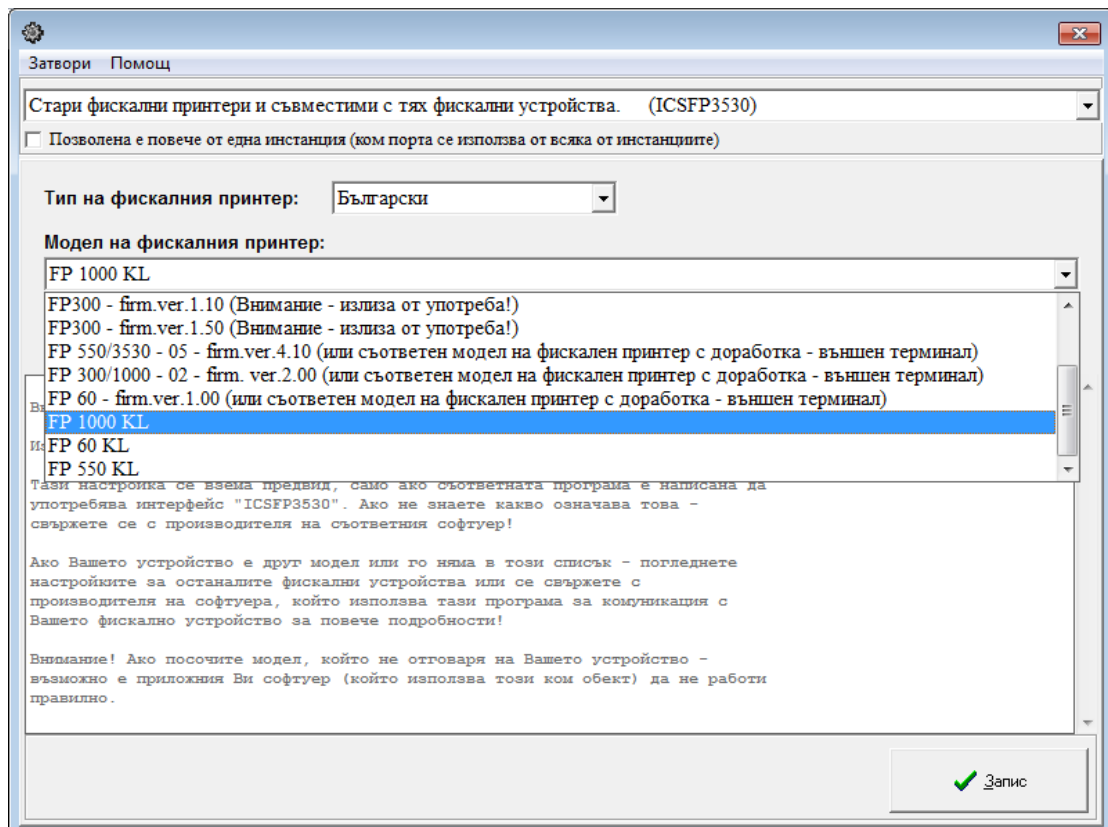 Затвори Помощ
Стари фискални принтери и съвместими с тях фискални устройства. (ICSFP3530)
Позволена е повече от една инстанция (ком порта се използва от всяка от инстанциите)
Тип на фискалния принтер: Български
Модел на фискалния принтер:
FP 1000 KL
FP300 - firm.ver.1.10 (Внимание - излиза от употреба!)
FP300 - firm.ver.1.50 (Внимание - излиза от употреба!)
FP 550/3530 - 05 - firm.ver.4.10 (или съответен модел на фискален принтер с доработка - външен терминал)
FP 300/1000 - 02 - firm. ver.2.00 (или съответен модел на фискален принтер с доработка - външен терминал)
FP 60 - firm.ver.1.00 (или съответен модел на фискален принтер с доработка - външен терминал)
FP 1000 KL
FP 60 KL
FP 550 KL
Тази настройка се взема предвид, само ако съответната програма е написана да
употребява интерфейс "ICSFP3530". Ако не знаете какво означава това -
свържете се с производителя на съответния софтуер!
Ако Вашето устройство е друг модел или го няма в този списък - погледнете
настройките за останалите фискални устройства или се свържете с
производителя на софтуера, който използва тази програма за комуникация с
Вашето фискално устройство за повече подробности!
Внимание! Ако посочите модел, който не отговаря на Вашето устройство -
възможно е приложния Ви софтуер (който използва този ком обект) да не работи
правилно.
Запис